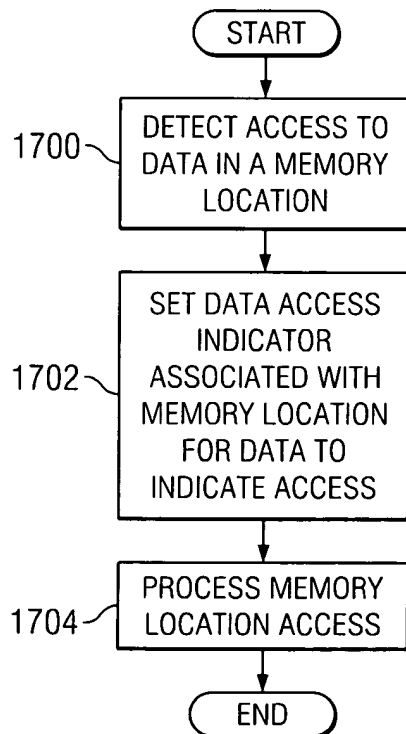 START
1700
DETECT ACCESS TO
DATA IN A MEMORY
LOCATION
1702
SET DATA ACCESS
INDICATOR
ASSOCIATED WITH
MEMORY LOCATION
FOR DATA TO
INDICATE ACCESS
1704
PROCESS MEMORY
LOCATION ACCESS
END